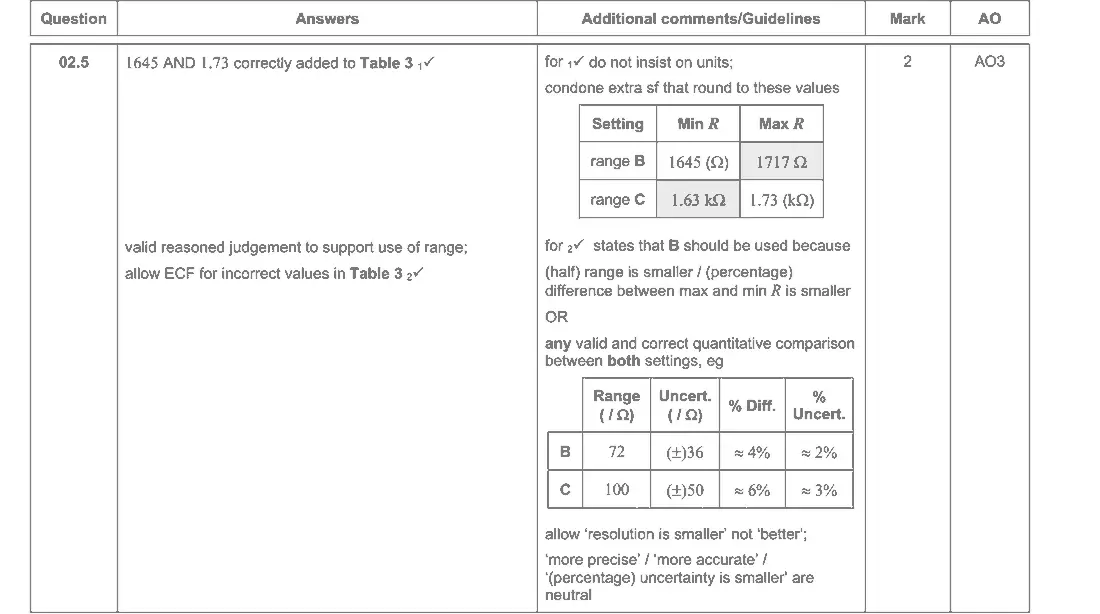 Question Answers Additional comments/Guidelines Mark AO
02.5 1645 AND 1.73 correctly added to Table 3 ₁✓ for ₁✓ do not insist on units; 2 AO3
condone extra sf that round to these values
Setting Min R Max R
range B 1645 (Ω) 1717 Ω
range C 1.63 kΩ 1.73 (kΩ)
valid reasoned judgement to support use of range;
allow ECF for incorrect values in Table 3 ₂✓
for ₂✓ states that B should be used because
(half) range is smaller / (percentage)
difference between max and min R is smaller
OR
any valid and correct quantitative comparison
between both settings, eg
Range Uncert. % Diff. %
( / Ω) ( / Ω) Uncert.
B 72 (±)36 ≈ 4% ≈ 2%
C 100 (±)50 ≈ 6% ≈ 3%
allow ‘resolution is smaller’ not ‘better’;
‘more precise’ / ‘more accurate’ /
‘(percentage) uncertainty is smaller’ are
neutral